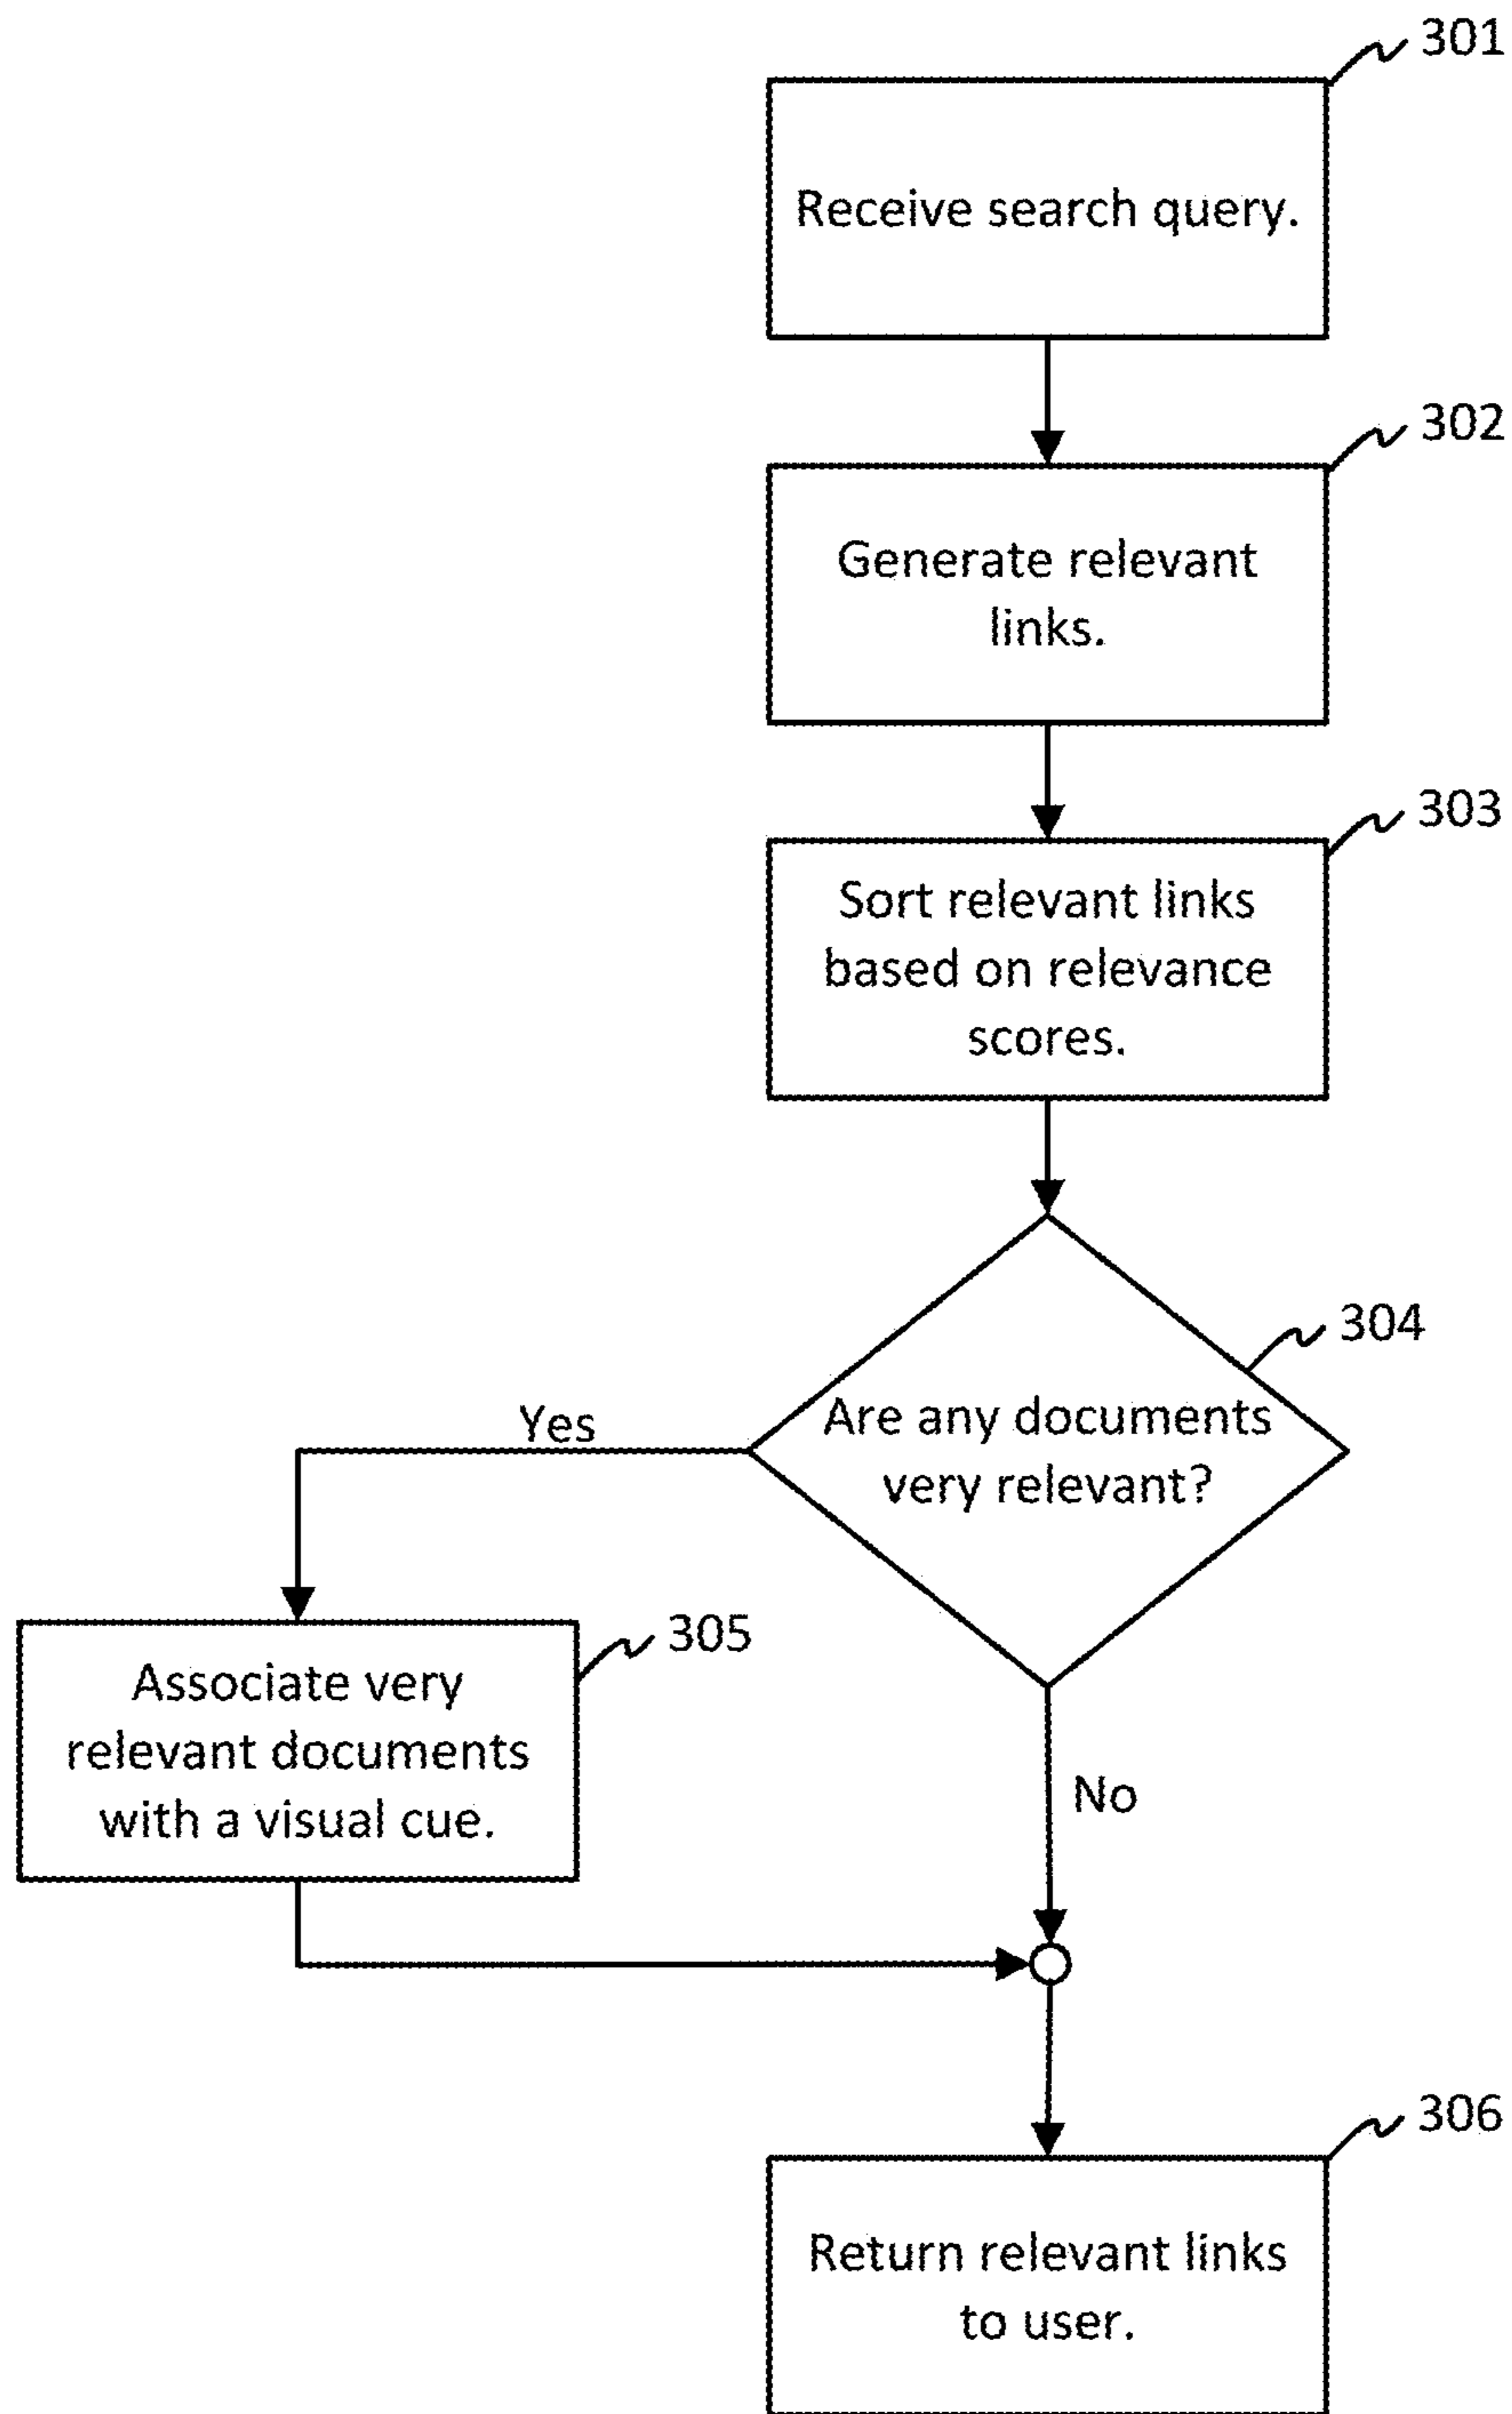 301
Receive search query.
302
Generate relevant
links.
303
Sort relevant links
based on relevance
scores.
304
Are any documents
very relevant?
Yes
305
Associate very
relevant documents
with a visual cue.
No
306
Return relevant links
to user.